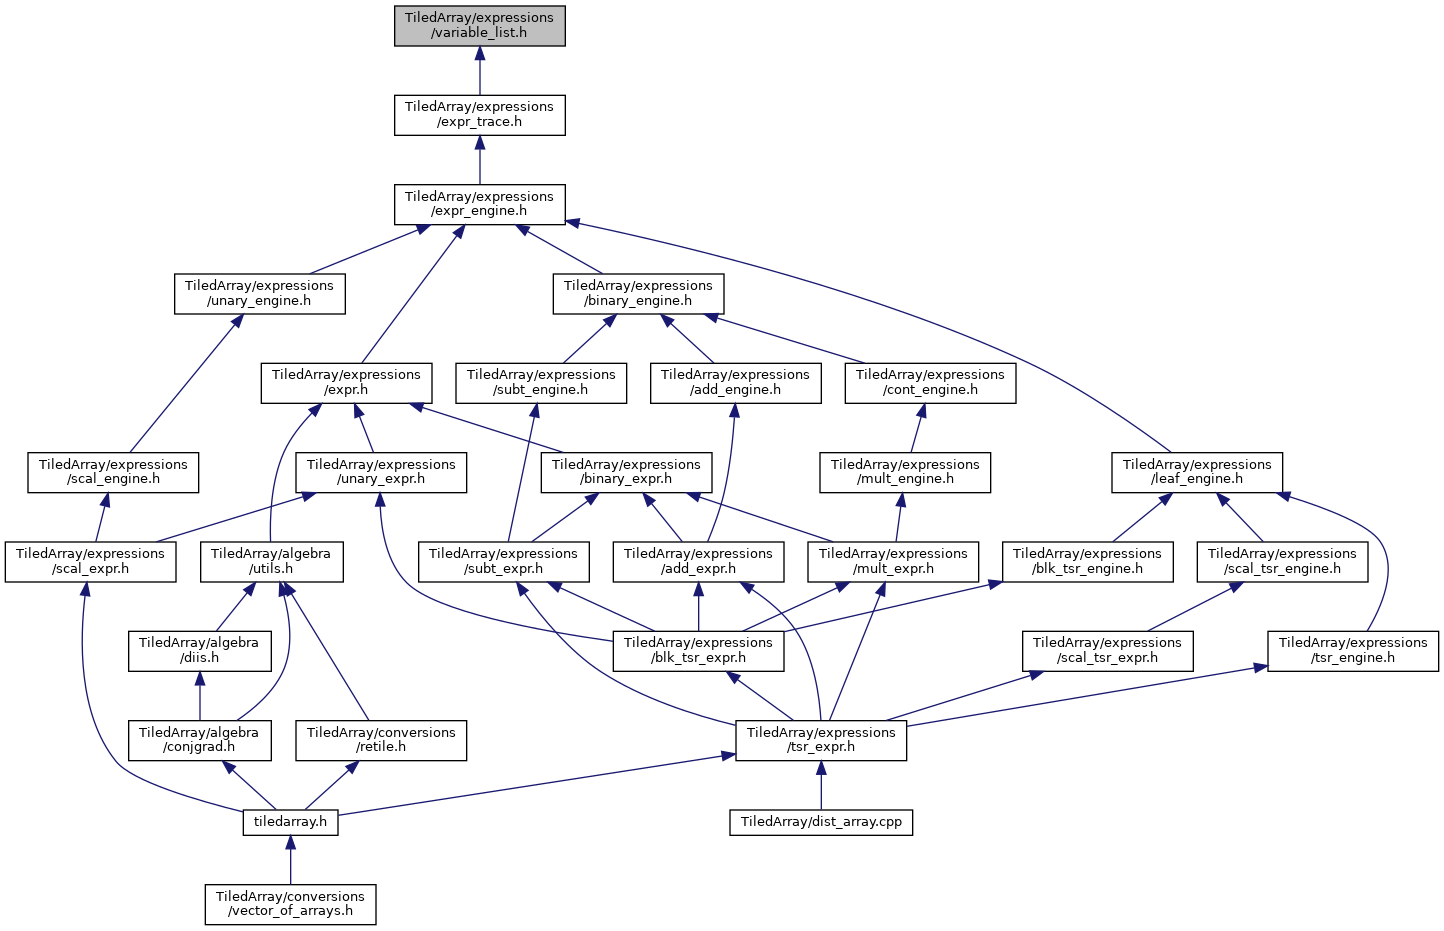 TiledArray/expressions
/variable_list.h
TiledArray/expressions
/expr_trace.h
TiledArray/expressions
/expr_engine.h
TiledArray/expressions
/unary_engine.h
TiledArray/expressions
/binary_engine.h
TiledArray/expressions
/expr.h
TiledArray/expressions
/subt_engine.h
TiledArray/expressions
/add_engine.h
TiledArray/expressions
/cont_engine.h
TiledArray/expressions
/scal_engine.h
TiledArray/expressions
/unary_expr.h
TiledArray/expressions
/binary_expr.h
TiledArray/expressions
/mult_engine.h
TiledArray/expressions
/leaf_engine.h
TiledArray/expressions
/scal_expr.h
TiledArray/algebra
/utils.h
TiledArray/expressions
/subt_expr.h
TiledArray/expressions
/add_expr.h
TiledArray/expressions
/mult_expr.h
TiledArray/expressions
/blk_tsr_engine.h
TiledArray/expressions
/scal_tsr_engine.h
TiledArray/algebra
/diis.h
TiledArray/expressions
/blk_tsr_expr.h
TiledArray/expressions
/scal_tsr_expr.h
TiledArray/expressions
/tsr_engine.h
TiledArray/algebra
/conjgrad.h
TiledArray/conversions
/retile.h
TiledArray/expressions
/tsr_expr.h
tiledarray.h
TiledArray/dist_array.cpp
TiledArray/conversions
/vector_of_arrays.h